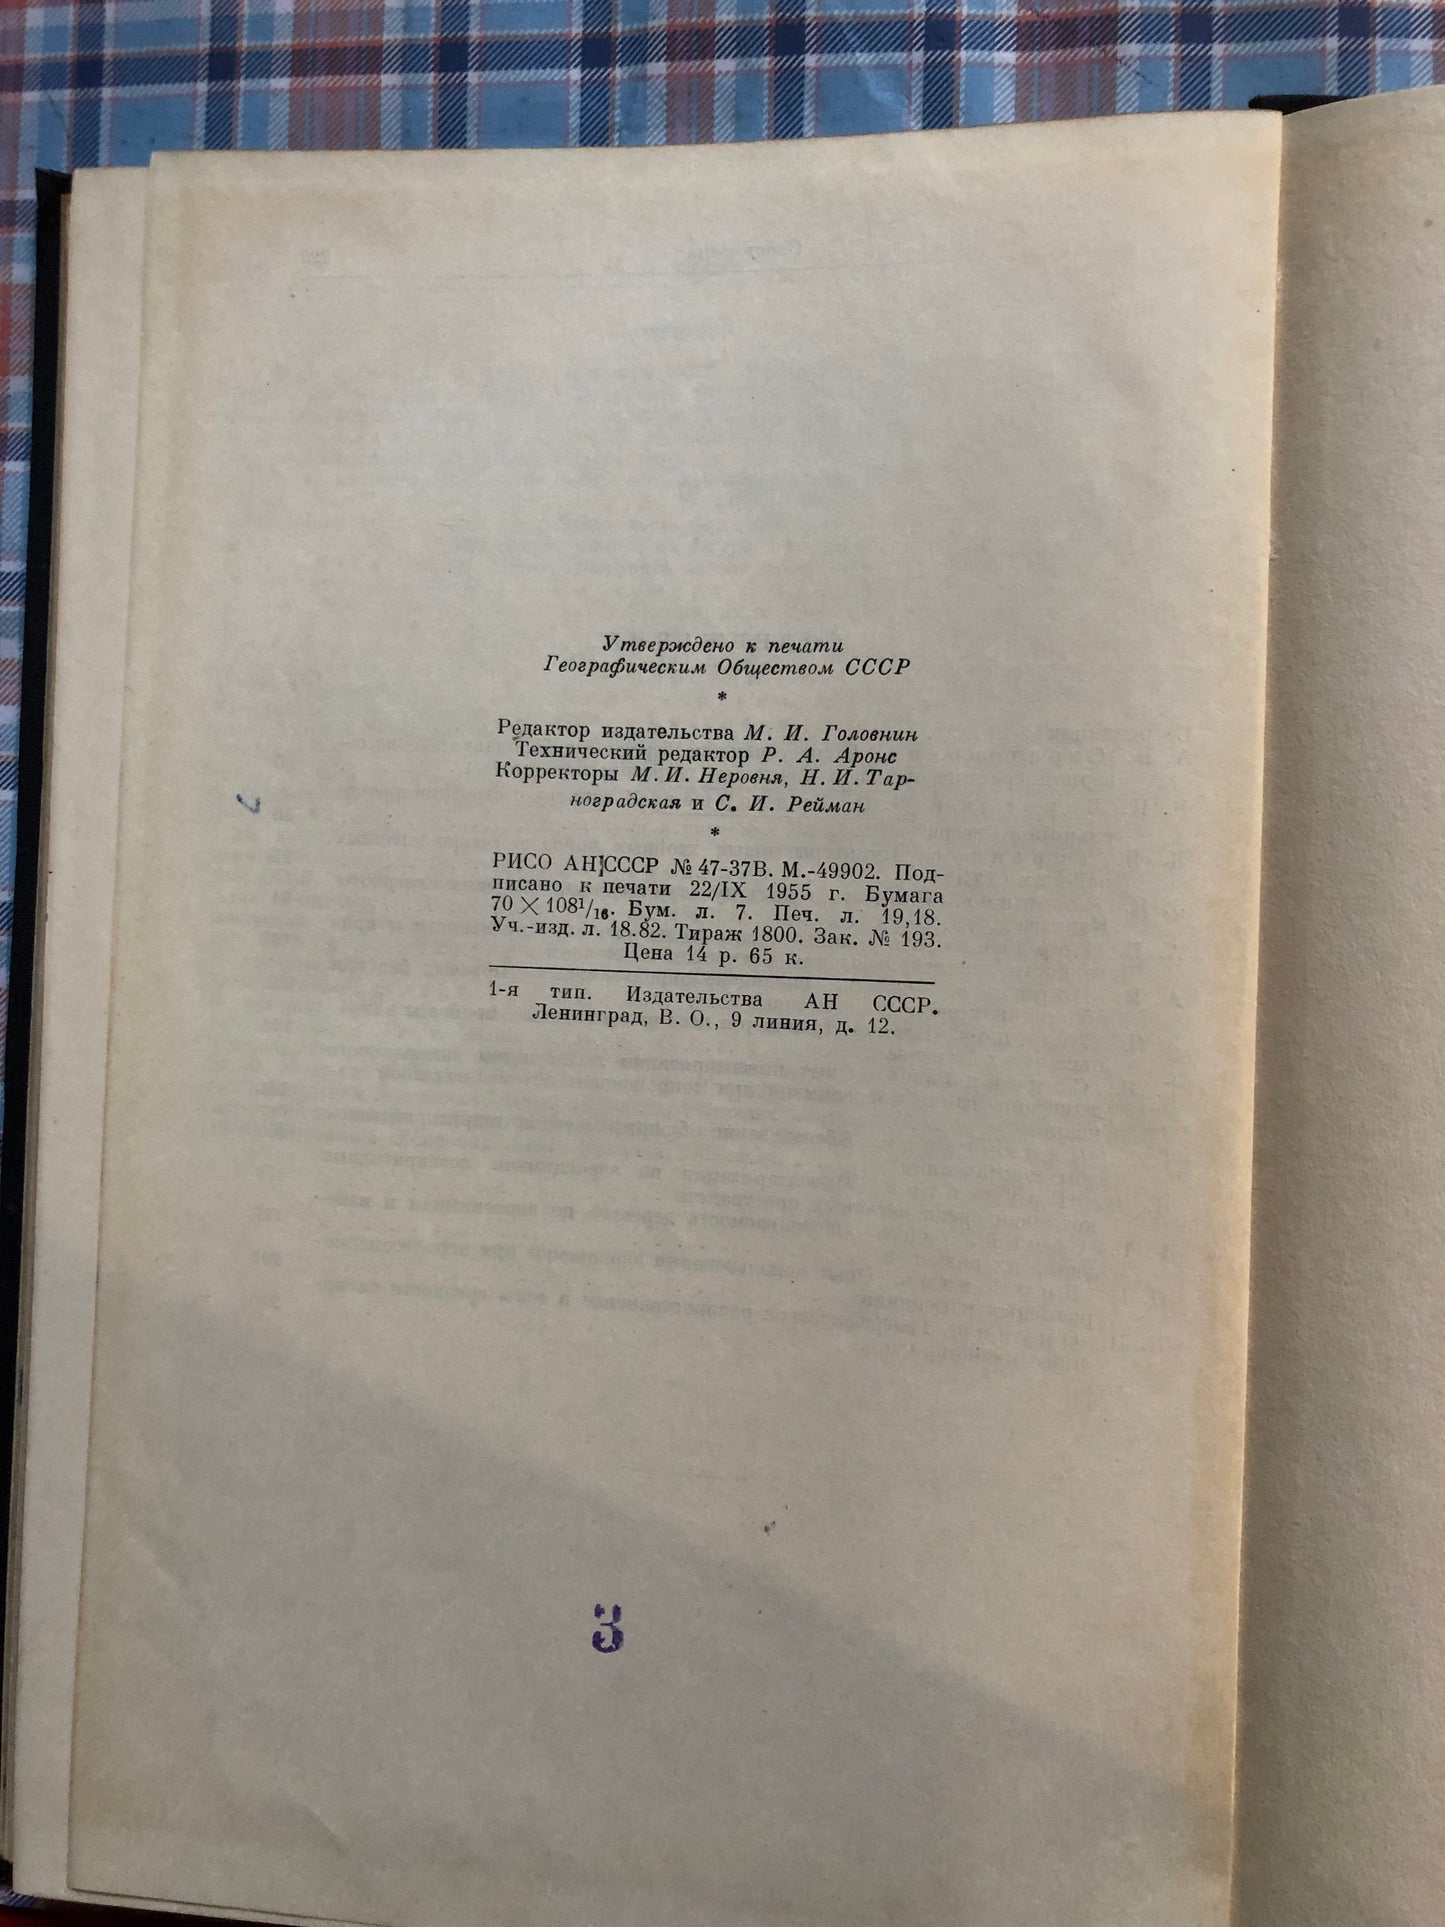 Утверждено к печати
Географическим Обществом СССР
*
Редактор издательства М. И. Головнин
Технический редактор Р. А. Аронс
Корректоры М. И. Неровня, Н. И. Тар-
ноградская и С. И. Рейман
*
РИСО АН СССР № 47-37В. М.-49902. Под-
писано к печати 22/IX 1955 г. Бумага
70 × 108¹/₁₆. Бум. л. 7. Печ. л. 19,18.
Уч.-изд. л. 18.82. Тираж 1800. Зак. № 193.
Цена 14 р. 65 к.
1-я тип. Издательства АН СССР.
Ленинград, В. О., 9 линия, д. 12.
3